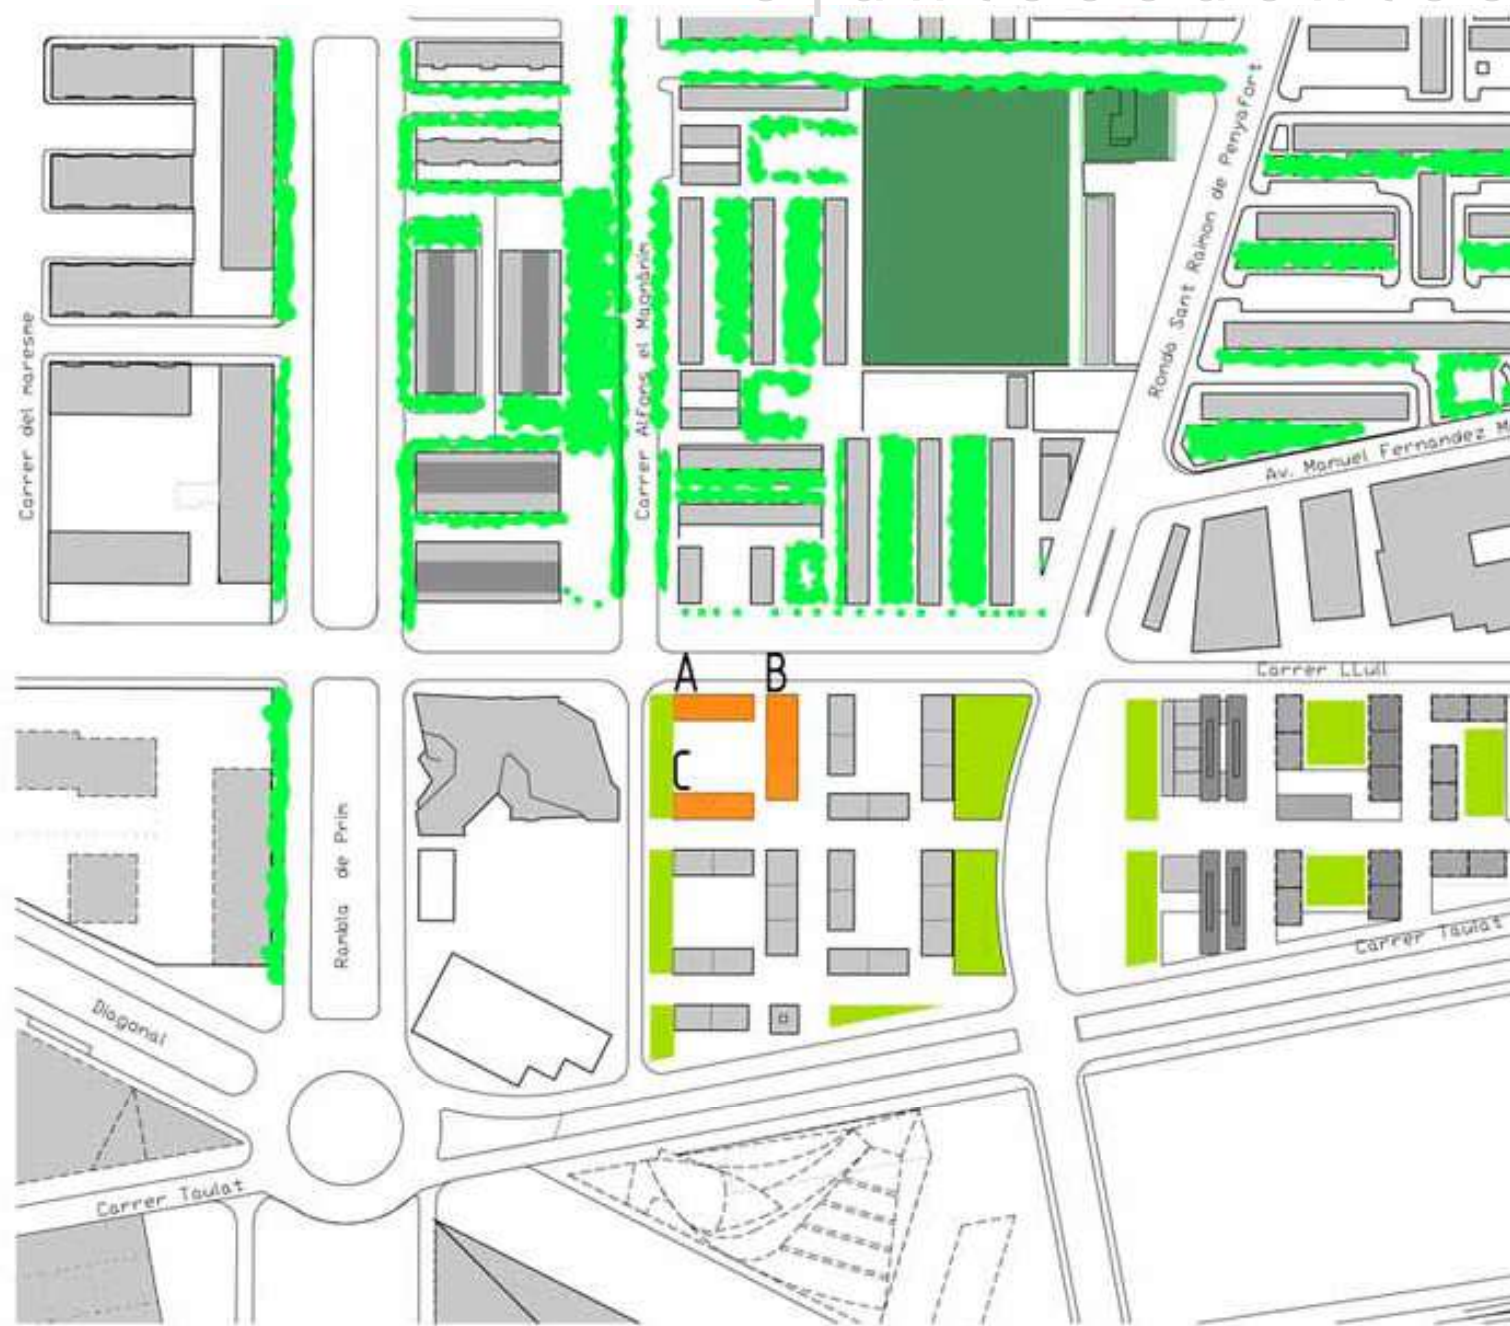 Carrer del maresme
Carrer Alfons el Magnànim
Ronda Sant Raimon de Penyafort
Av. Manuel Fernandez M
Carrer LLull
A
B
C
Rambla de Prim
Carrer Taulat
Diagonal
Carrer Taulat